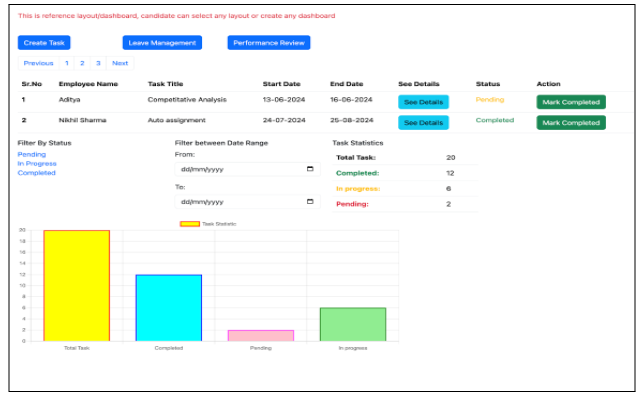 This is reference layout/dashboard, candidate can select any layout or create any dashboard
Create Task Leave Management Performance Review
Previous 1 2 3 Next
Sr.No Employee Name Task Title Start Date End Date See Details Status Action
1 Aditya Competitative Analysis 13-06-2024 16-06-2024 See Details Pending Mark Completed
2 Nikhil Sharma Auto assignment 24-07-2024 25-08-2024 See Details Completed Mark Completed
Filter By Status Filter between Date Range Task Statistics
Pending From: Total Task: 20
In Progress dd/mm/yyyy
Completed Completed: 12
To: In progress: 6
dd/mm/yyyy Pending: 2
Task Statistic
20
18
16
14
12
10
8
6
4
2
0
Total Task Completed Pending In progress